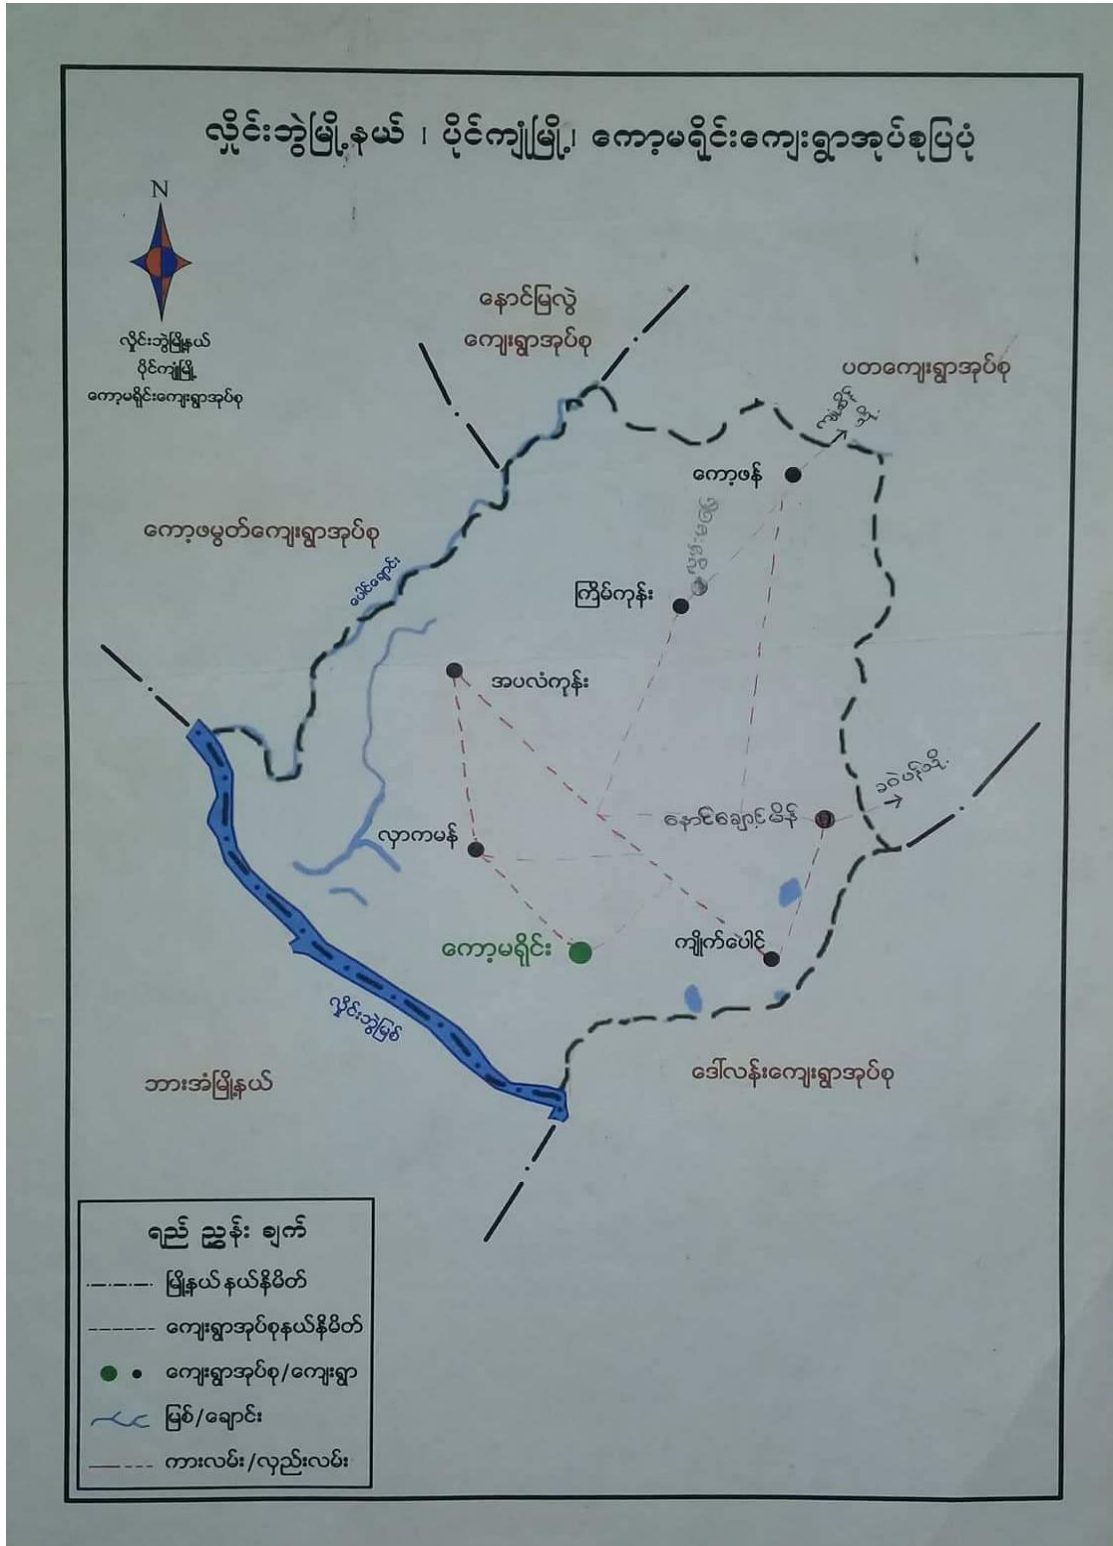 လှိုင်းဘွဲမြို့နယ် ၊ ပိုင်ကျုံမြို့၊ ကော့မရိုင်းကျေးရွာအုပ်စုပြပုံ
N
လှိုင်းဘွဲမြို့နယ်
ပိုင်ကျုံမြို့
ကော့မရိုင်းကျေးရွာအုပ်စု
နောင်မြလွဲ
ကျေးရွာအုပ်စု
ပတကျေးရွာအုပ်စု
ကော့ဖန်
ကော့ဖမွတ်ကျေးရွာအုပ်စု
ပေါင်ချောင်း
ကြိမ်ကုန်း
အပလံကုန်း
နောင်ချောင့်မိန်
လှာကမန်
ကျိုက်ပေါင်
ကော့မရိုင်း
လှိုင်းဘွဲမြစ်
ဘားအံမြို့နယ်
ဒေါ်လန်းကျေးရွာအုပ်စု
ရည် ညွှန်း ချက်
မြို့နယ် နယ်နိမိတ်
ကျေးရွာအုပ်စုနယ်နိမိတ်
ကျေးရွာအုပ်စု/ကျေးရွာ
မြစ်/ချောင်း
ကားလမ်း/လှည်းလမ်း